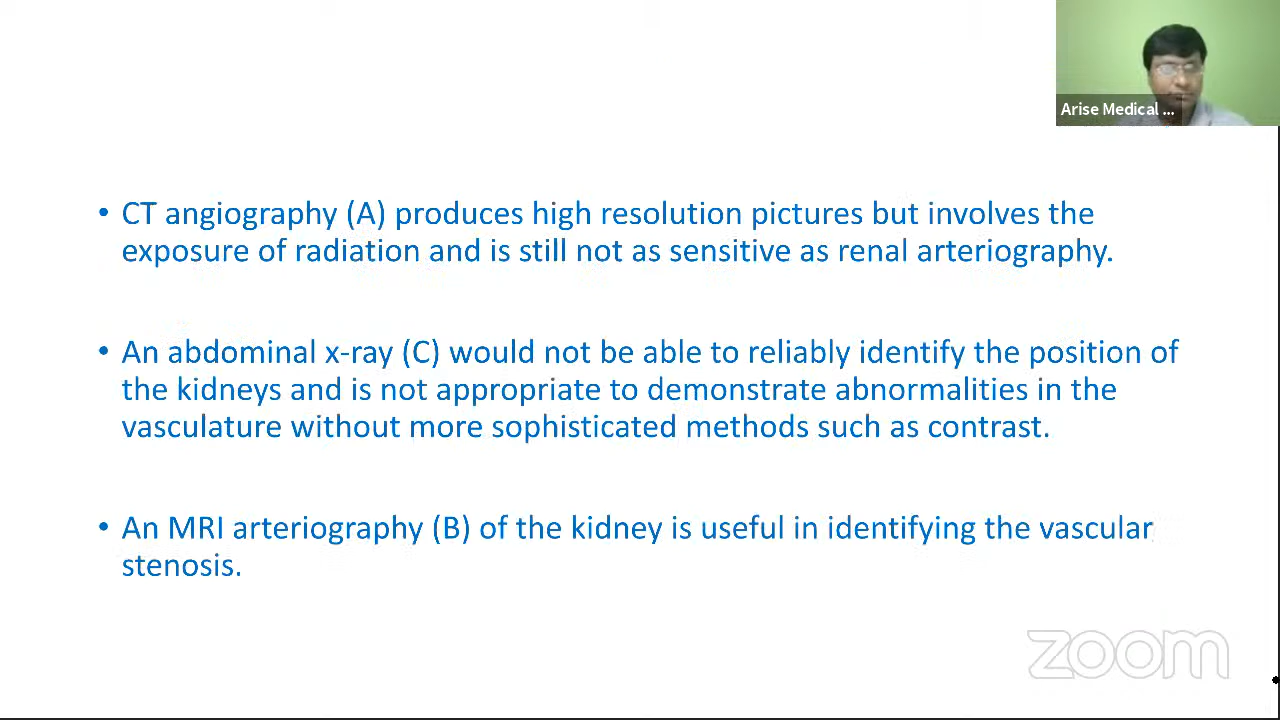 Arise Medical ...
• CT angiography (A) produces high resolution pictures but involves the
exposure of radiation and is still not as sensitive as renal arteriography.
• An abdominal x-ray (C) would not be able to reliably identify the position of
the kidneys and is not appropriate to demonstrate abnormalities in the
vasculature without more sophisticated methods such as contrast.
• An MRI arteriography (B) of the kidney is useful in identifying the vascular
stenosis.
zoom